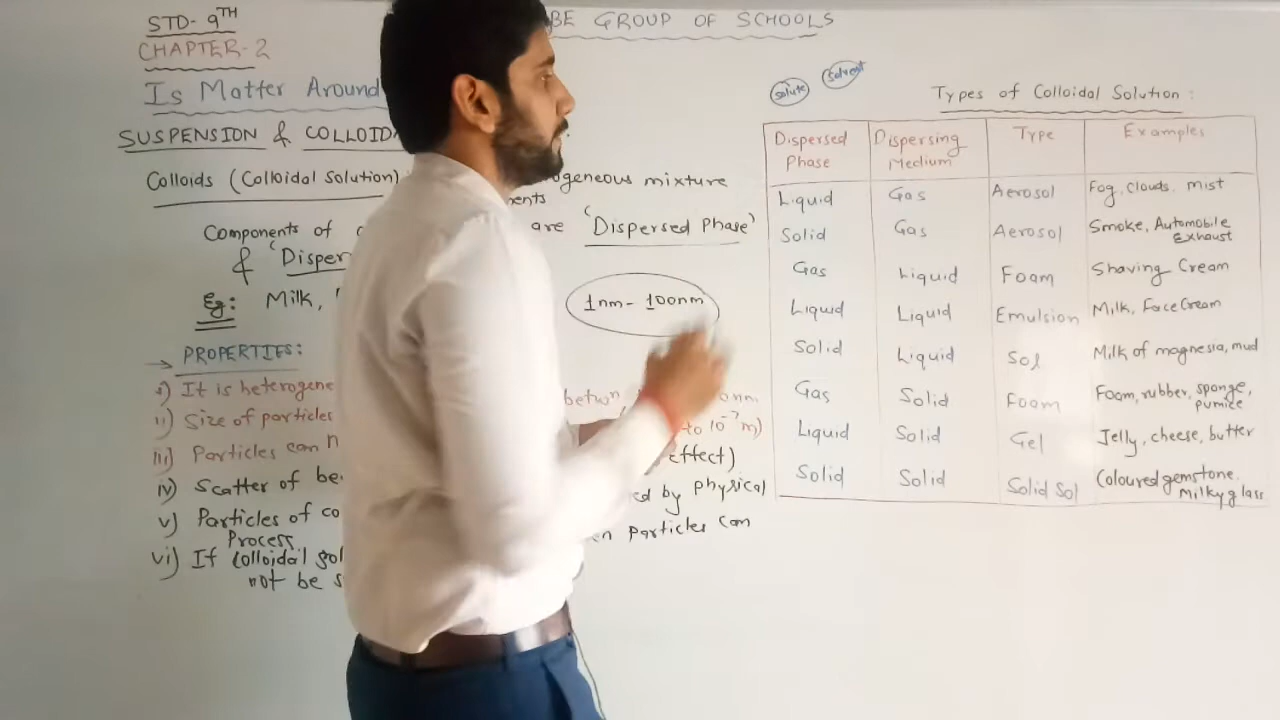 STD- 9TH
BE GROUP OF SCHOOLS
CHAPTER-2
Is Matter Around
SUSPENSION & COLLOID
Colloids (Colloidal Solution)
ogeneous mixture
Components of
ents
are 'Dispersed Phase'
& 'Disper
Eg: Milk,
1nm- 100nm
PROPERTIES:
i) It is heterogene
ii) Size of particles
betwn
onm
to 10⁻⁷m)
iii) Particles can n
iv) Scatter of be
effect)
v) Particles of co
ed by physical
Process
vi) If colloidal sol
en particles can
not be s
solute
solvent
Types of Colloidal Solution:
Dispersed Phase Dispersing Medium Type Examples
Liquid Gas Aerosol Fog, clouds, mist
Solid Gas Aerosol Smoke, Automobile Exhaust
Gas Liquid Foam Shaving Cream
Liquid Liquid Emulsion Milk, Face Cream
Solid Liquid Sol Milk of magnesia, mud
Gas Solid Foam Foam, rubber, sponge, pumice
Liquid Solid Gel Jelly, cheese, butter
Solid Solid Solid Sol Coloured gemstone. Milky glass